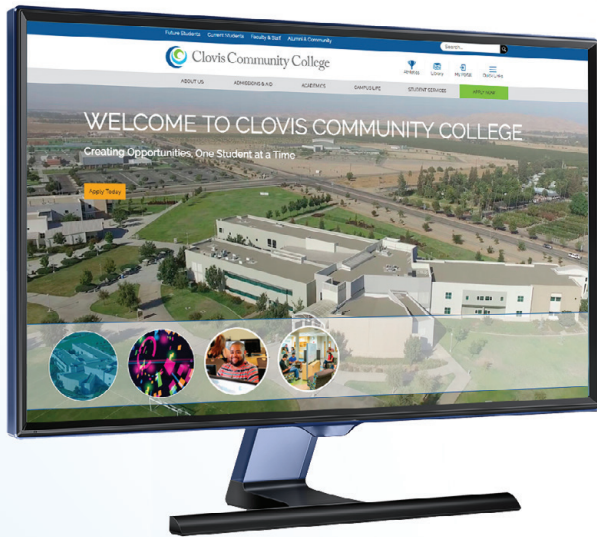 Future Students Current Students Faculty & Staff Alumni & Community
Search...
Clovis Community College
Athletics Library My Portal Quick Links
ABOUT US ADMISSIONS & AID ACADEMICS CAMPUS LIFE STUDENT SERVICES APPLY NOW
WELCOME TO CLOVIS COMMUNITY COLLEGE
Creating Opportunities, One Student at a Time
Apply Today